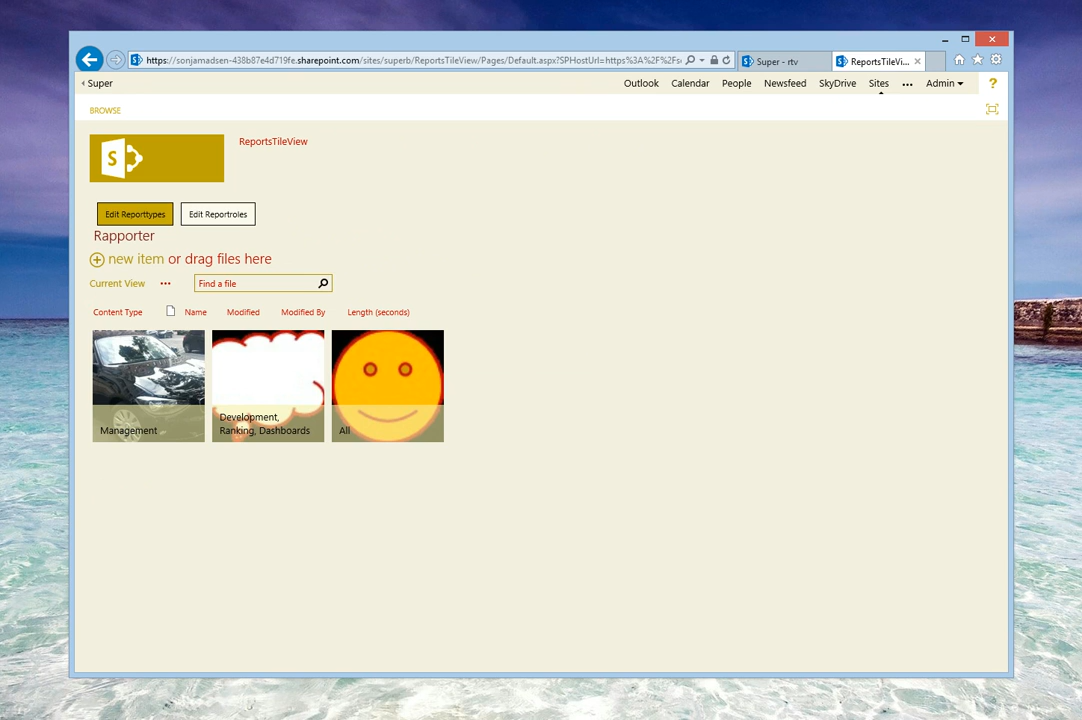 https://sonjamadsen-438b87e4d719fe.sharepoint.com/sites/superb/ReportsTileView/Pages/Default.aspx?SPHostUrl=https%3A%2F%2Fs
Super - rtv
ReportsTileVi...
Super
Outlook
Calendar
People
Newsfeed
SkyDrive
Sites
Admin
?
BROWSE
S
ReportsTileView
Edit Reporttypes
Edit Reportroles
Rapporter
new item or drag files here
Current View
Find a file
Content Type
Name
Modified
Modified By
Length (seconds)
Management
Development,
Ranking, Dashboards
All